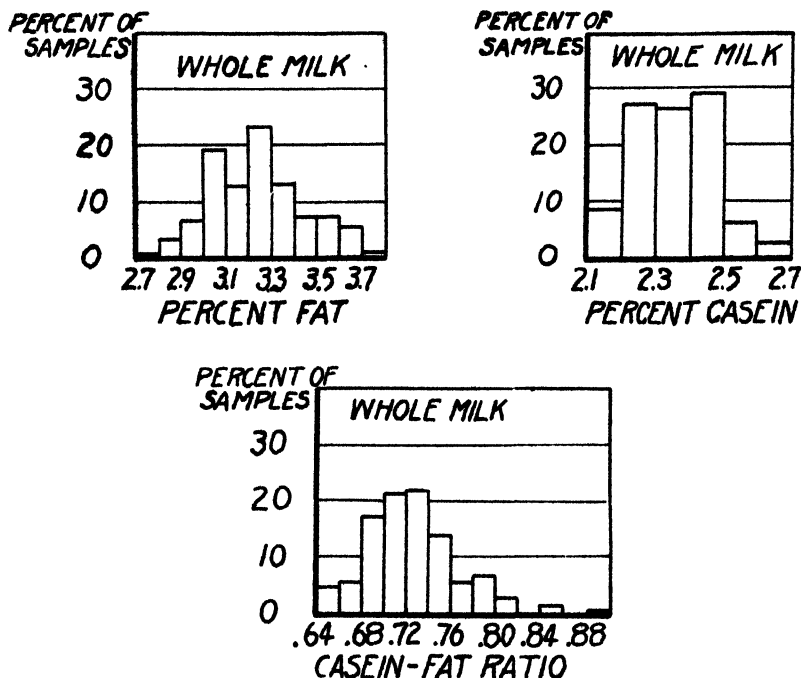 PERCENT OF
SAMPLES
WHOLE MILK
30
20
10
0
2.7 2.9 3.1 3.3 3.5 3.7
PERCENT FAT
PERCENT OF
SAMPLES
WHOLE MILK
30
20
10
0
2.1 2.3 2.5 2.7
PERCENT CASEIN
PERCENT OF
SAMPLES
WHOLE MILK
30
20
10
0
.64 .68 .72 .76 .80 .84 .88
CASEIN-FAT RATIO